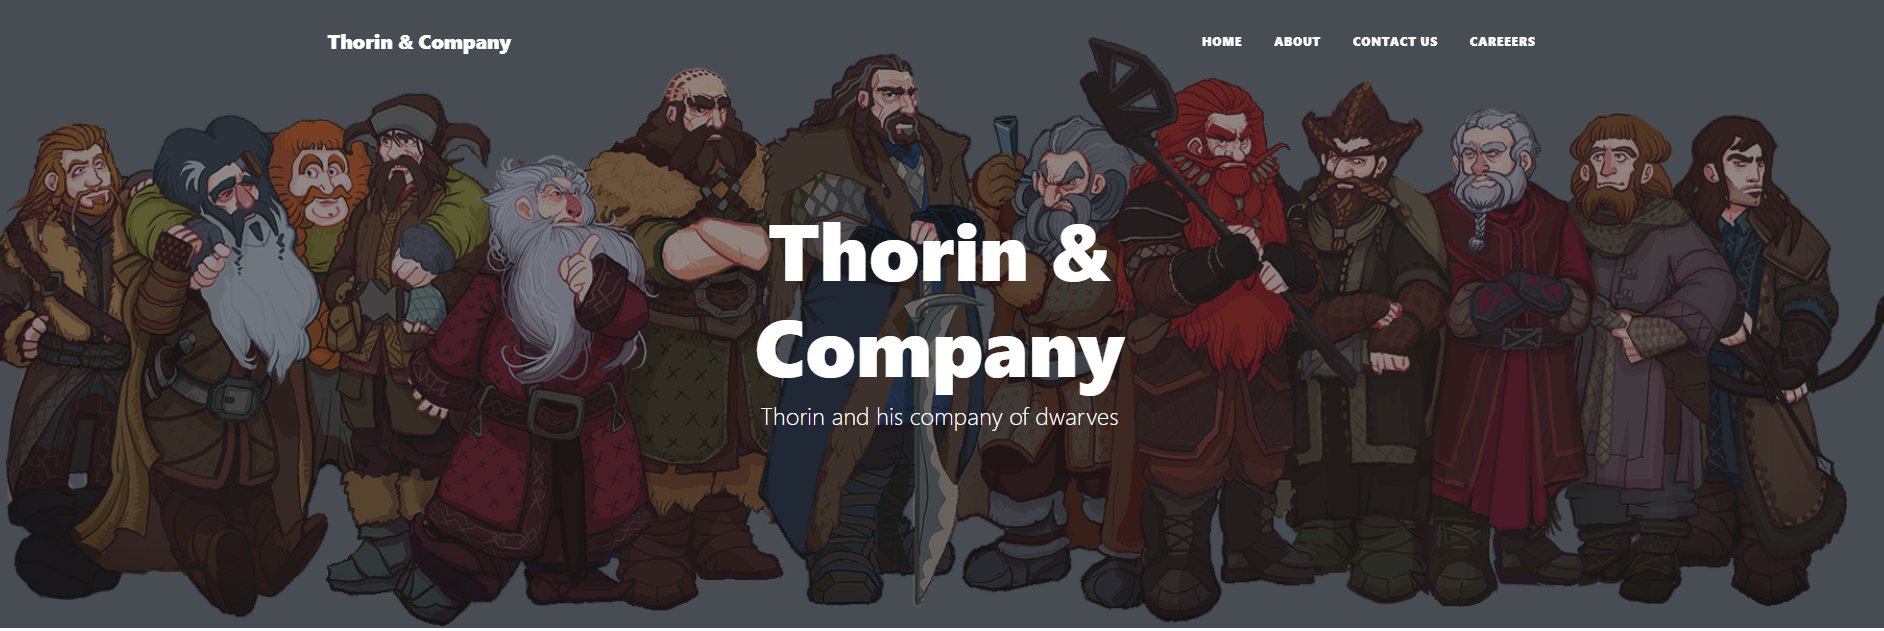 Thorin & Company
HOME ABOUT CONTACT US CAREEERS
Thorin &
Company
Thorin and his company of dwarves